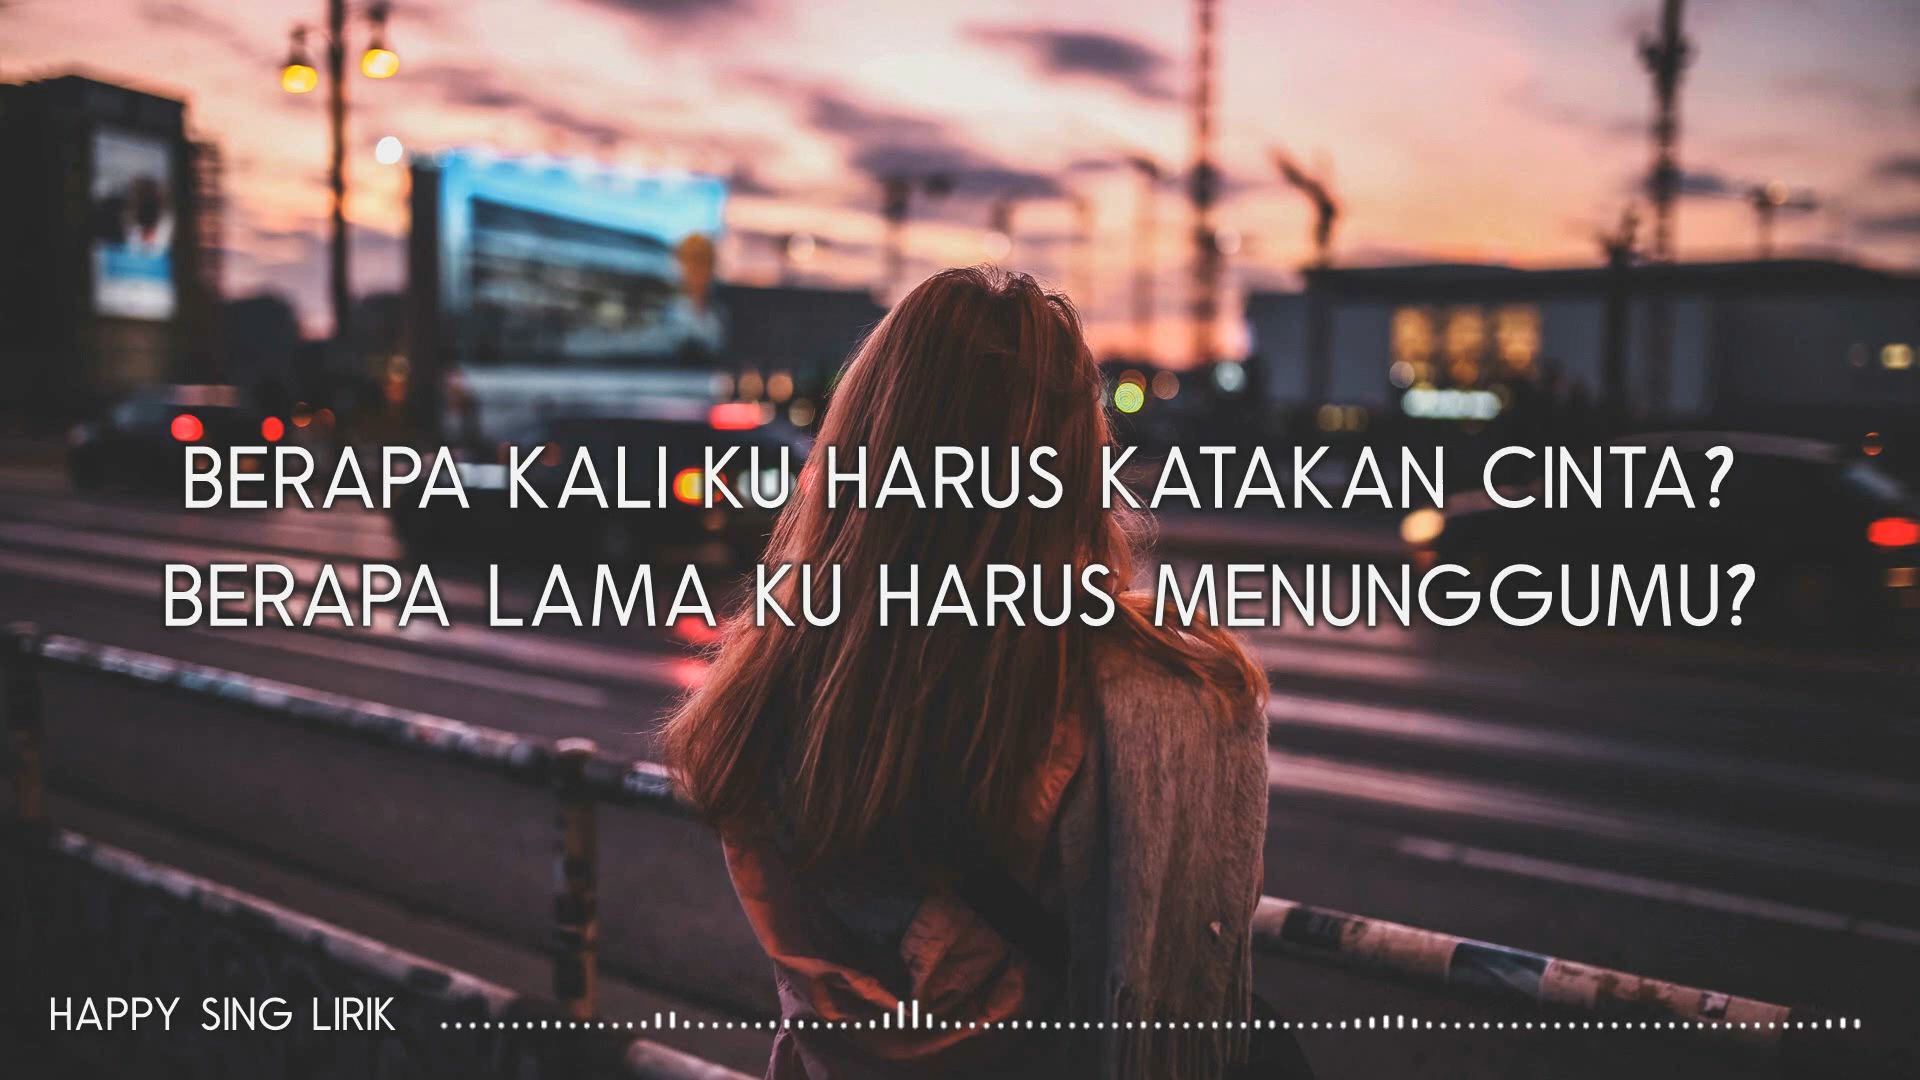 BERAPA KALI KU HARUS KATAKAN CINTA?
BERAPA LAMA KU HARUS MENUNGGUMU?
HAPPY SING LIRIK